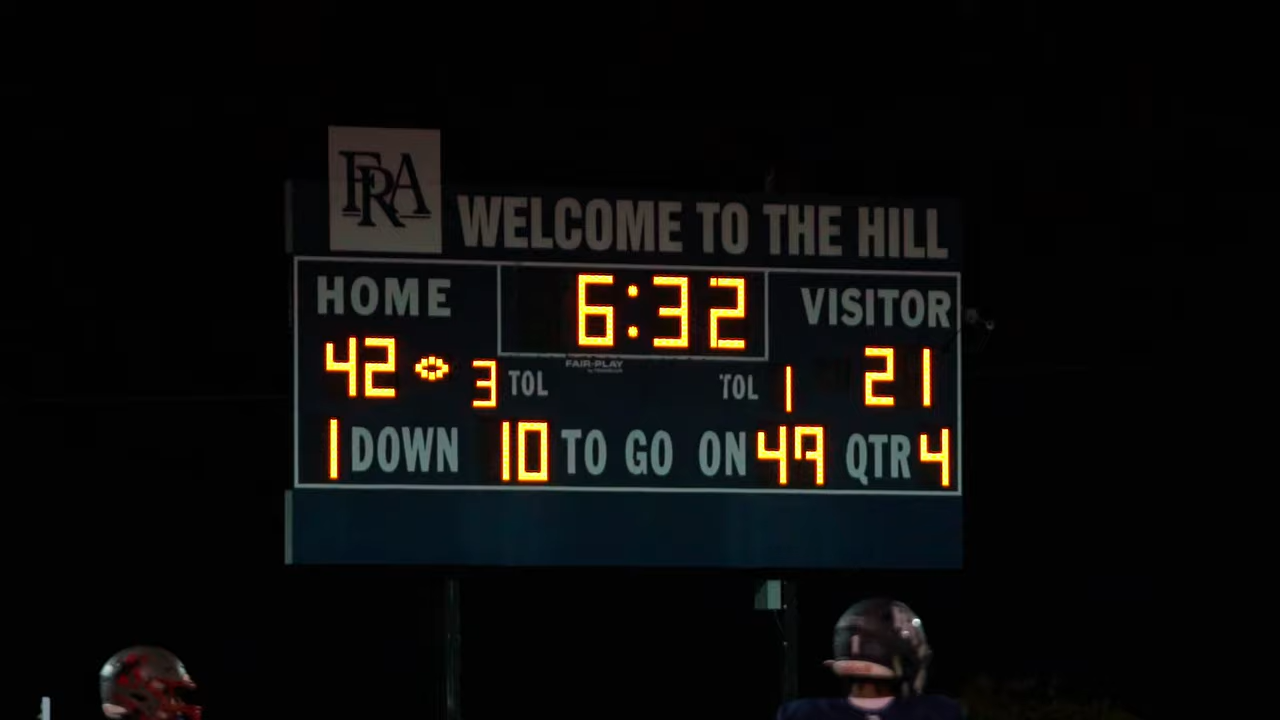 FRA
WELCOME TO THE HILL
HOME 6:32 VISITOR
FAIR-PLAY
42 3 TOL TOL 1 21
1 DOWN 10 TO GO ON 49 QTR 4